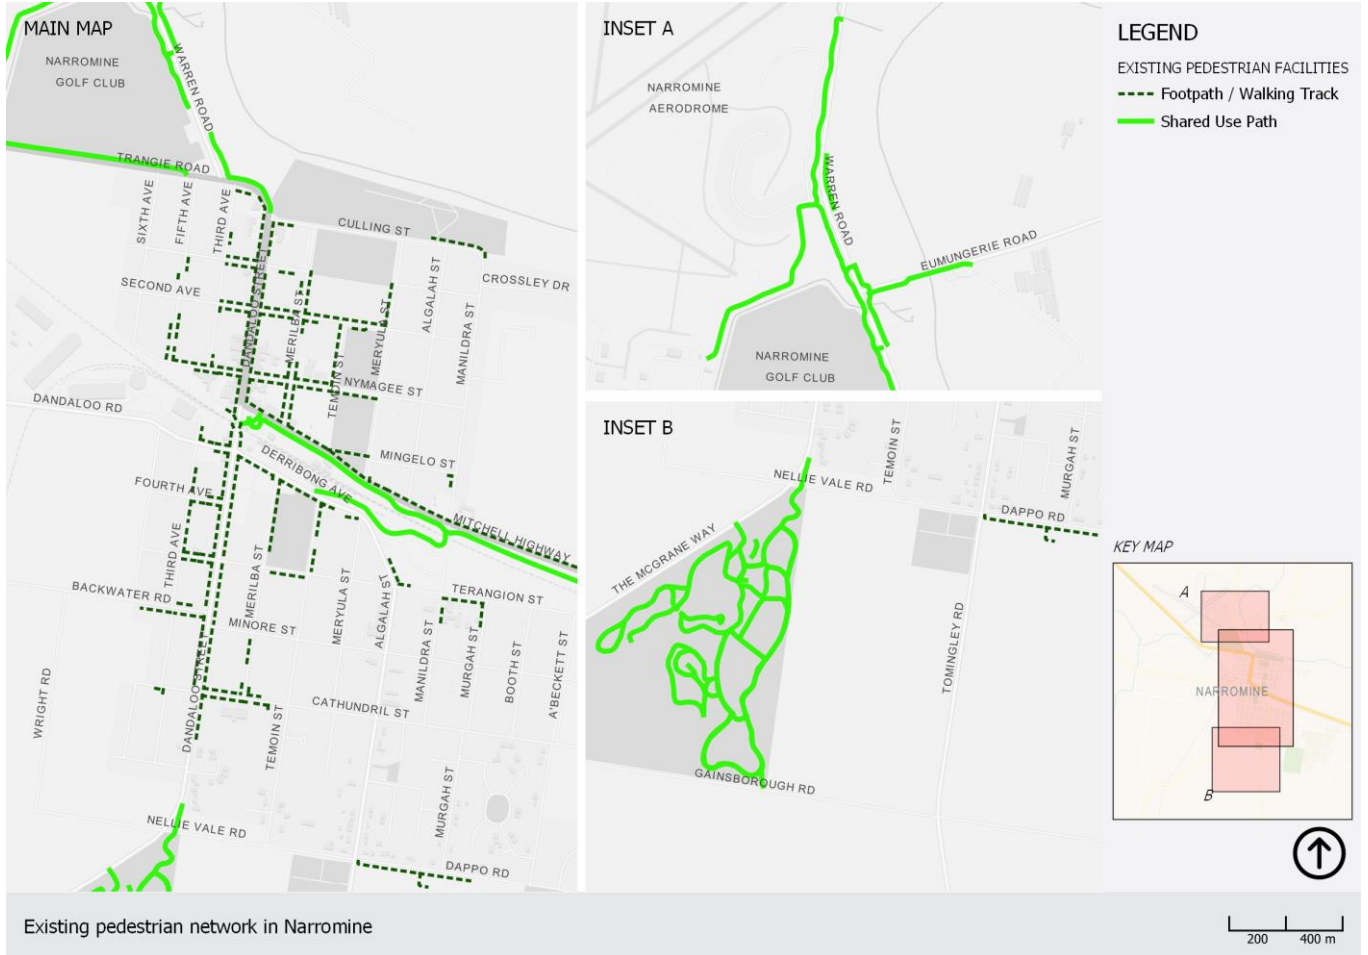 MAIN MAP
NARROMINE
GOLF CLUB
WARREN ROAD
TRANGIE ROAD
SIXTH AVE
FIFTH AVE
THIRD AVE
CULLING ST
DANDALOO STREET
SECOND AVE
MERILBA ST
MERYULA ST
ALGALAH ST
CROSSLEY DR
MANILDRA ST
TEMOIN ST
NYMAGEE ST
DANDALOO RD
MINGELO ST
DERRIBONG AVE
FOURTH AVE
MITCHELL HIGHWAY
THIRD AVE
MERILBA ST
BACKWATER RD
MERYULA ST
ALGALAH ST
TERANGION ST
MINORE ST
MANILDRA ST
MURGAH ST
BOOTH ST
A'BECKETT ST
WRIGHT RD
DANDALOO STREET
CATHUNDRIL ST
TEMOIN ST
MURGAH ST
NELLIE VALE RD
DAPPO RD
INSET A
NARROMINE
AERODROME
WARREN ROAD
EUMUNGERIE ROAD
NARROMINE
GOLF CLUB
INSET B
TEMOIN ST
MURGAH ST
NELLIE VALE RD
DAPPO RD
THE MCGRANE WAY
TOMINGLEY RD
GAINSBOROUGH RD
LEGEND
EXISTING PEDESTRIAN FACILITIES
Footpath / Walking Track
Shared Use Path
KEY MAP
A
NARROMINE
B
Existing pedestrian network in Narromine
200 400 m